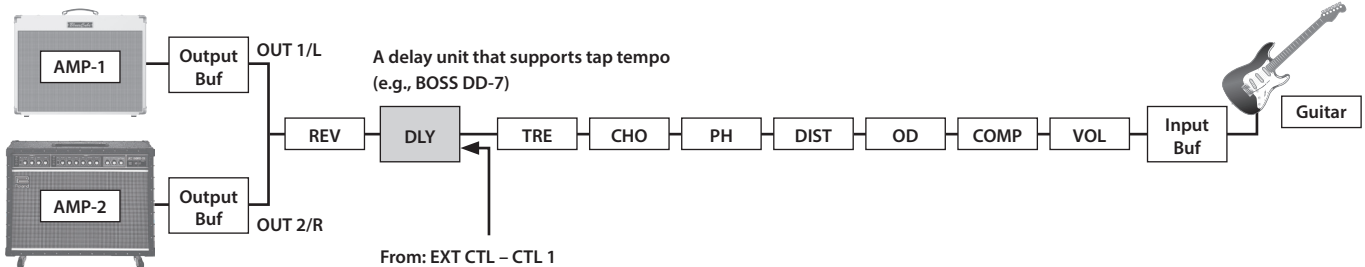 AMP-1
Output
Buf
OUT 1/L
A delay unit that supports tap tempo
(e.g., BOSS DD-7)
REV
DLY
TRE
CHO
PH
DIST
OD
COMP
VOL
Input
Buf
Guitar
AMP-2
Output
Buf
OUT 2/R
From: EXT CTL – CTL 1